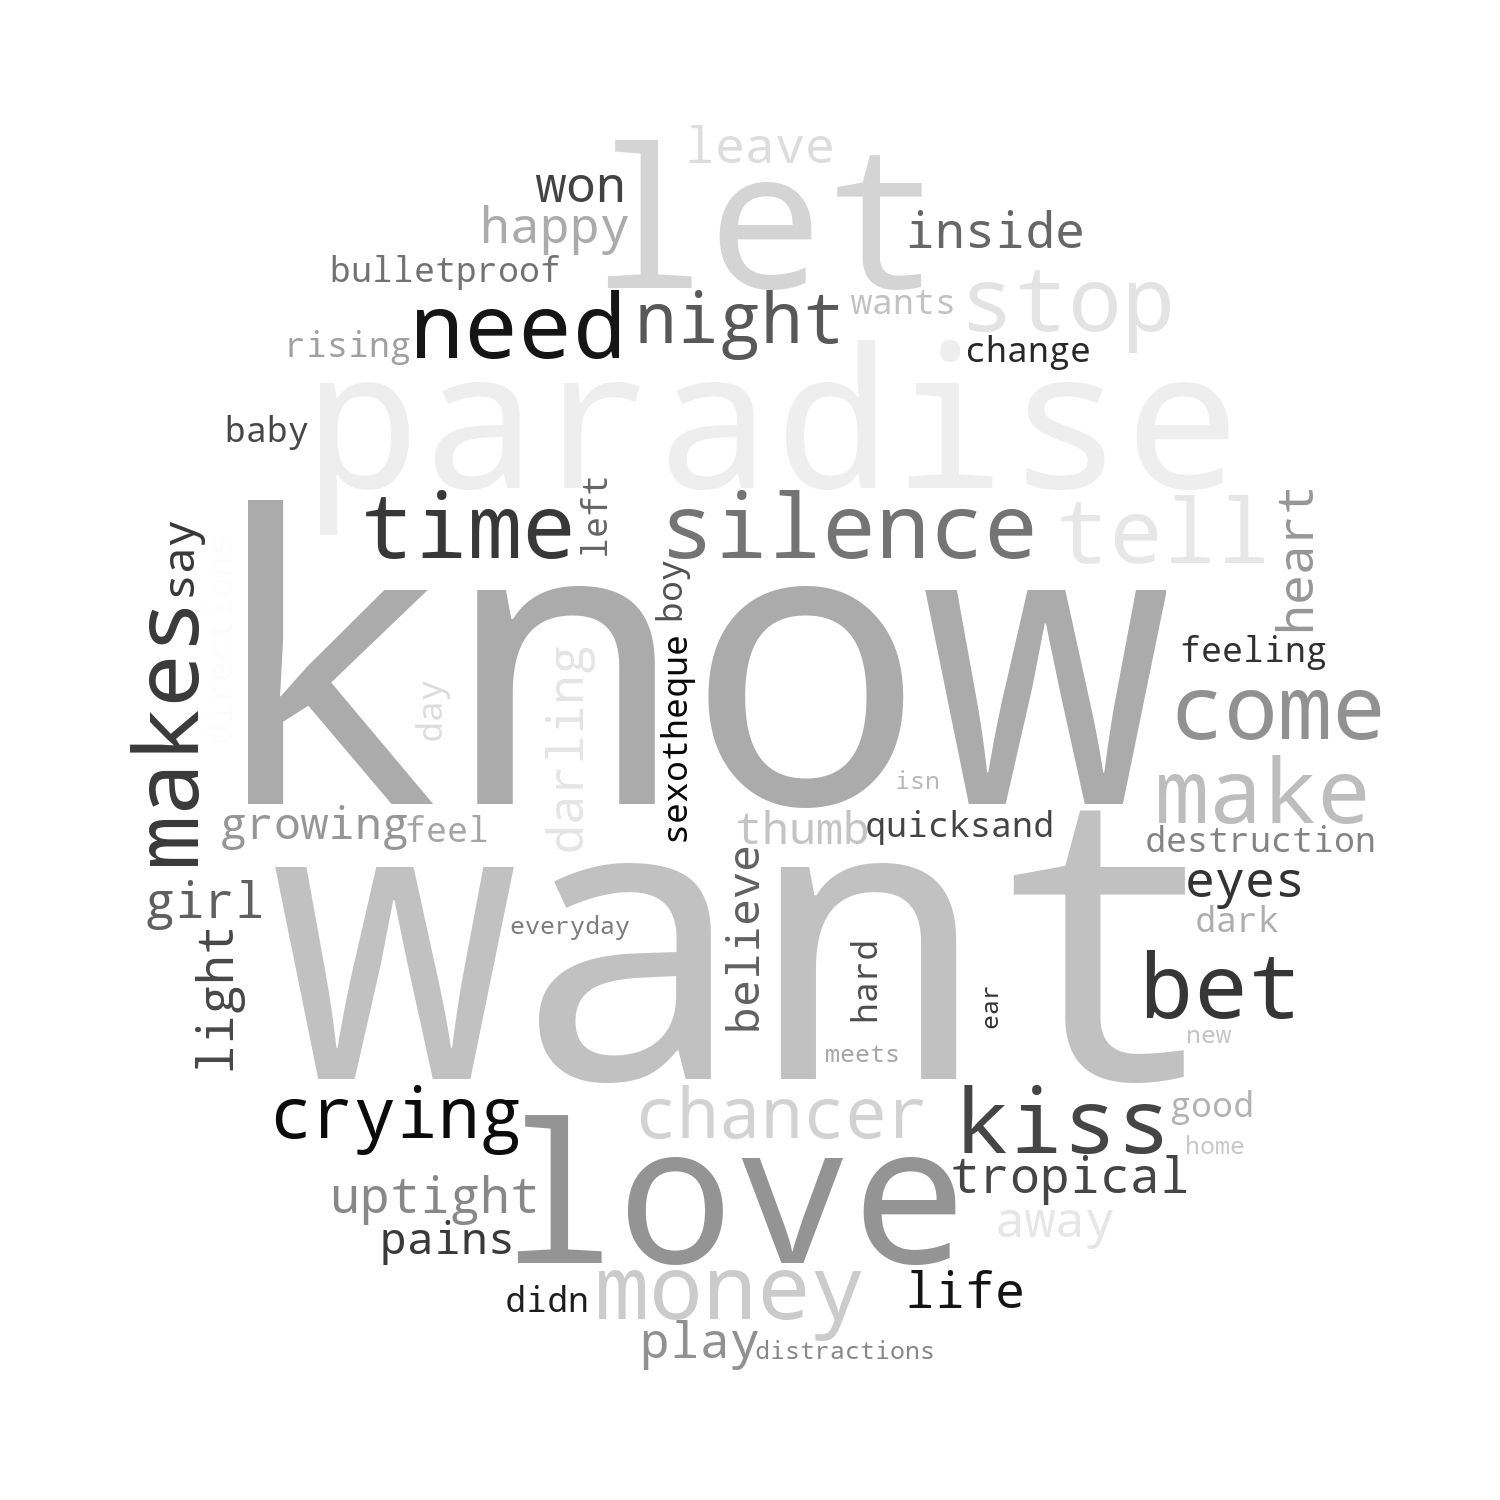 leave
let
won
happy
inside
bulletproof
stop
need
night
wants
rising
change
paradise
baby
left
time
silence
tell
heart
say
directions
know
boy
makes
sexotheque
darling
feeling
day
come
isn
make
growing
feel
thumb
quicksand
destruction
want
believe
girl
eyes
everyday
dark
light
hard
bet
ear
new
meets
crying
chancer
kiss
good
love
home
tropical
uptight
away
pains
money
life
didn
play
distractions